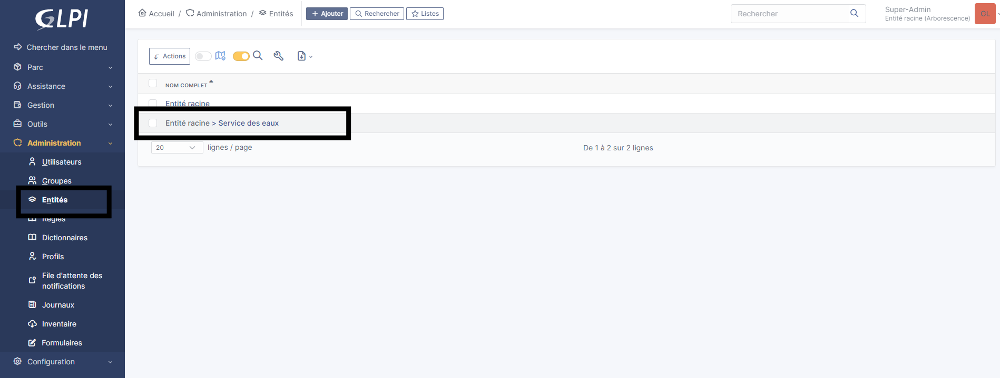 GLPI
Chercher dans le menu
Parc
Assistance
Gestion
Outils
Administration
Utilisateurs
Groupes
Entités
Règles
Dictionnaires
Profils
File d'attente des
notifications
Journaux
Inventaire
Formulaires
Configuration
Accueil / Administration / Entités
+ Ajouter
Rechercher
Listes
Rechercher
Super-Admin
Entité racine (Arborescence)
GL
Actions
NOM COMPLET
Entité racine
Entité racine > Service des eaux
20 lignes / page
De 1 à 2 sur 2 lignes